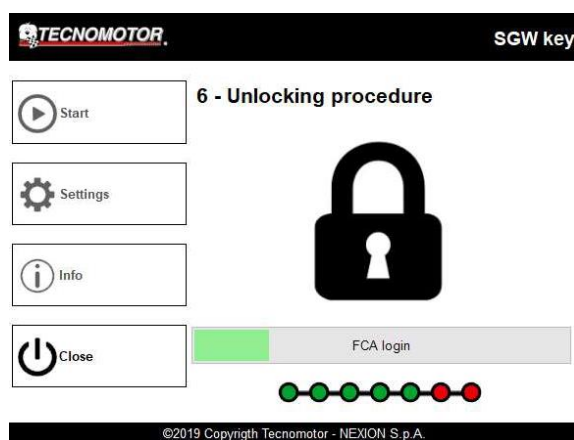 TECNOMOTOR.
SGW key
6 - Unlocking procedure
Start
Settings
Info
Close
FCA login
©2019 Copyrigth Tecnomotor - NEXION S.p.A.